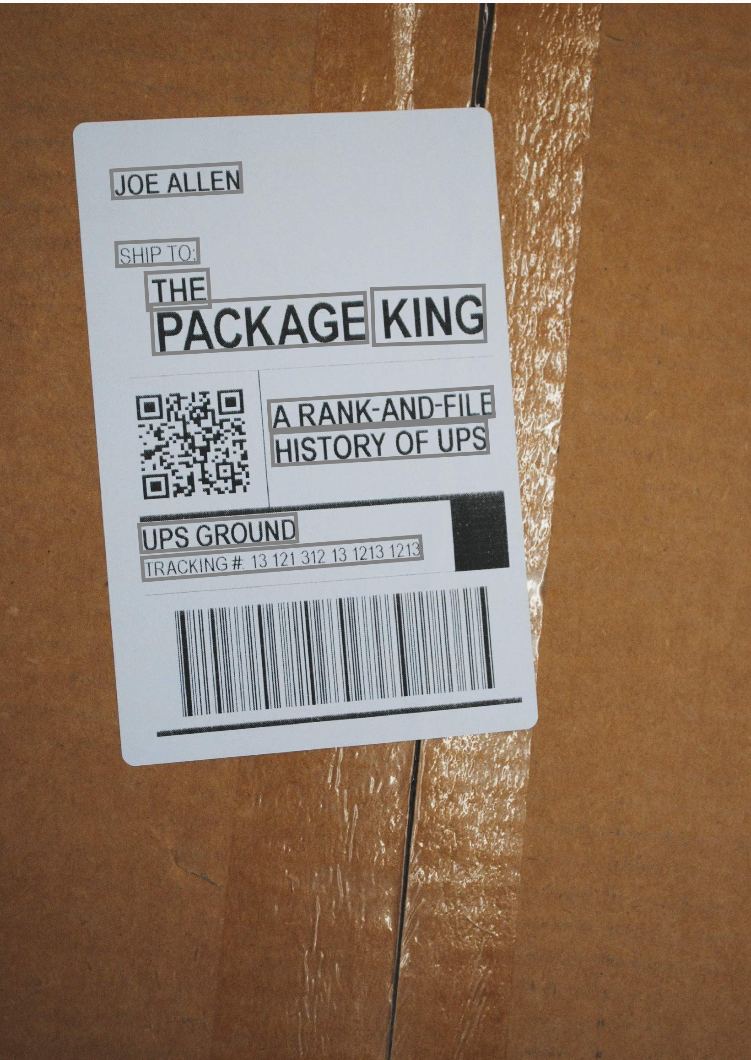 JOE ALLEN
SHIP TO:
THE
PACKAGE KING
A RANK-AND-FILE
HISTORY OF UPS
UPS GROUND
TRACKING #: 13 121 312 13 1213 1213